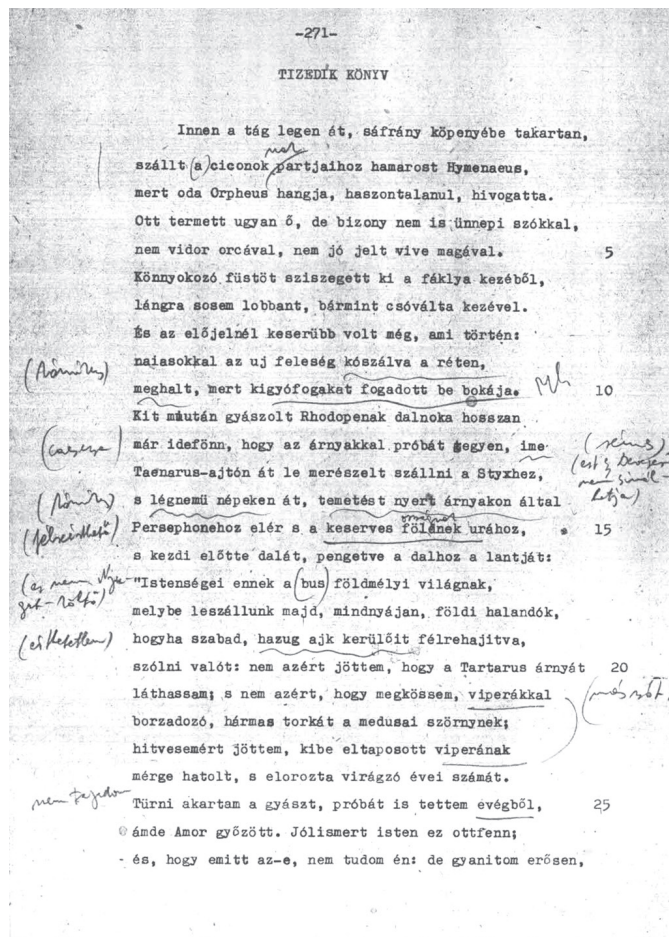 -271-
TIZEDIK KÖNYV
Innen a tág legen át, sáfrány köpenyébe takartan,
szállt (a) ciconok partjaihoz hamarost Hymenaeus,
mert oda Orpheus hangja, haszontalanul, hivogatta.
Ott termett ugyan ő, de bizony nem is ünnepi szókkal,
nem vidor orcával, nem jó jelt vive magával. 5
Könnyokozó füstöt sziszegett ki a fáklya kezéből,
lángra sosem lobbant, bármint csóválta kezével.
És az előjelnél keserübb volt még, ami történ:
naiasokkal az uj feleség kószálva a réten,
meghalt, mert kigyófogakat fogadott be bokája. 10
Kit miután gyászolt Rhodopenak dalnoka hosszan
már idefönn, hogy az árnyakkal próbát tegyen, ime
Taenarus-ajtón át le merészelt szállni a Styxhez,
s légnemü népeken át, temetést nyert árnyakon által
Persephonehoz elér s a keserves földnek urához, 15
s kezdi előtte dalát, pengetve a dalhoz a lantját:
"Istenségei ennek a (bus) földmélyi világnak,
melybe leszállunk majd, mindnyájan, földi halandók,
hogyha szabad, hazug ajk kerülőit félrehajitva,
szólni valót: nem azért jöttem, hogy a Tartarus árnyát 20
láthassam; s nem azért, hogy megkössem, viperákkal
borzadozó, hármas torkát a medusai szörnynek;
hitvesemért jöttem, kibe eltaposott viperának
mérge hatolt, s elorozta virágzó évei számát.
Türni akartam a gyászt, próbát is tettem evégből, 25
ámde Amor győzött. Jólismert isten ez ottfenn;
- és, hogy emitt az-e, nem tudom én: de gyanitom erősen,